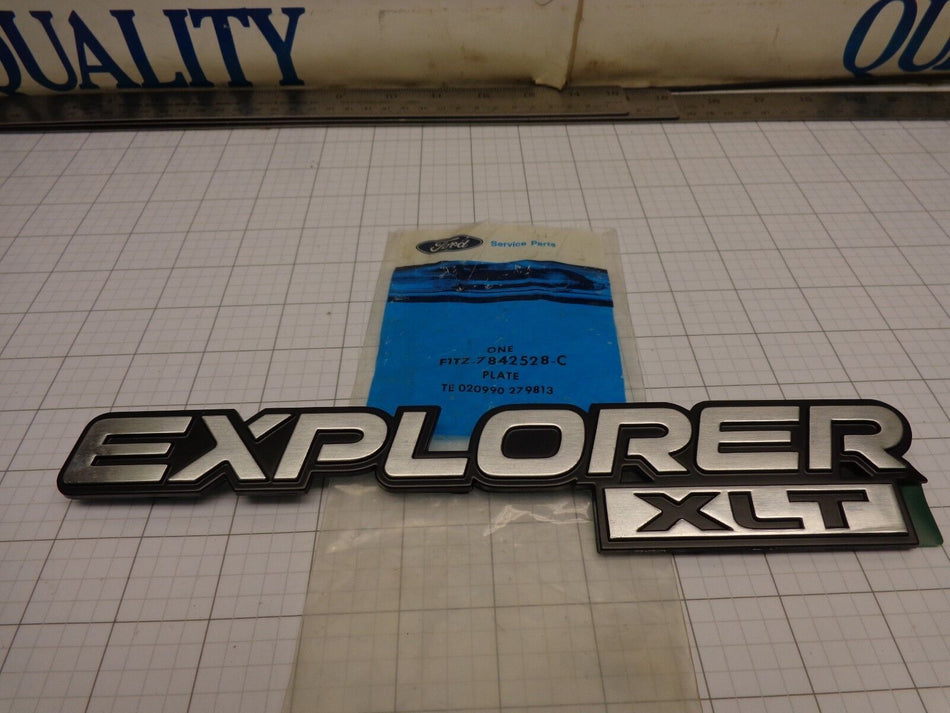 QUALITY
QU
Ford Service Parts
ONE
F1TZ-7842528-C
PLATE
TE 020990 279813
EXPLORER
XLT